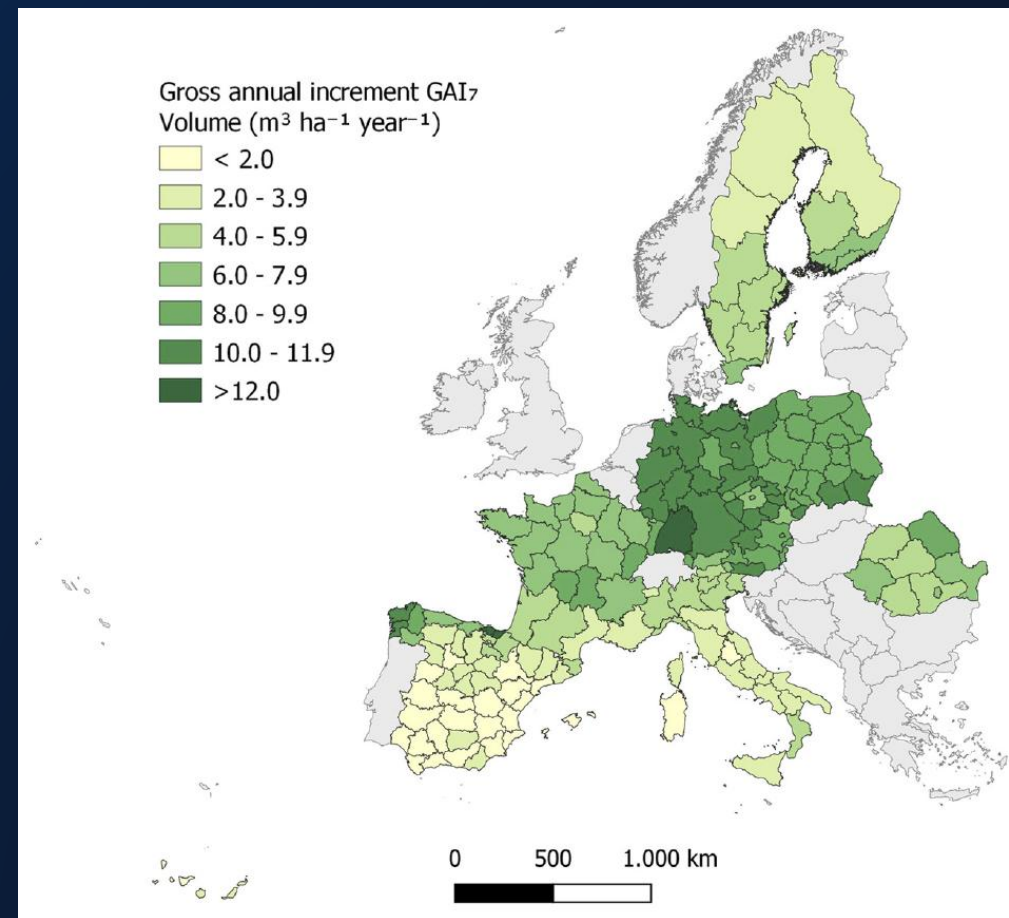 Gross annual increment GAI₇
Volume (m³ ha⁻¹ year⁻¹)
< 2.0
2.0 - 3.9
4.0 - 5.9
6.0 - 7.9
8.0 - 9.9
10.0 - 11.9
>12.0
0 500 1.000 km